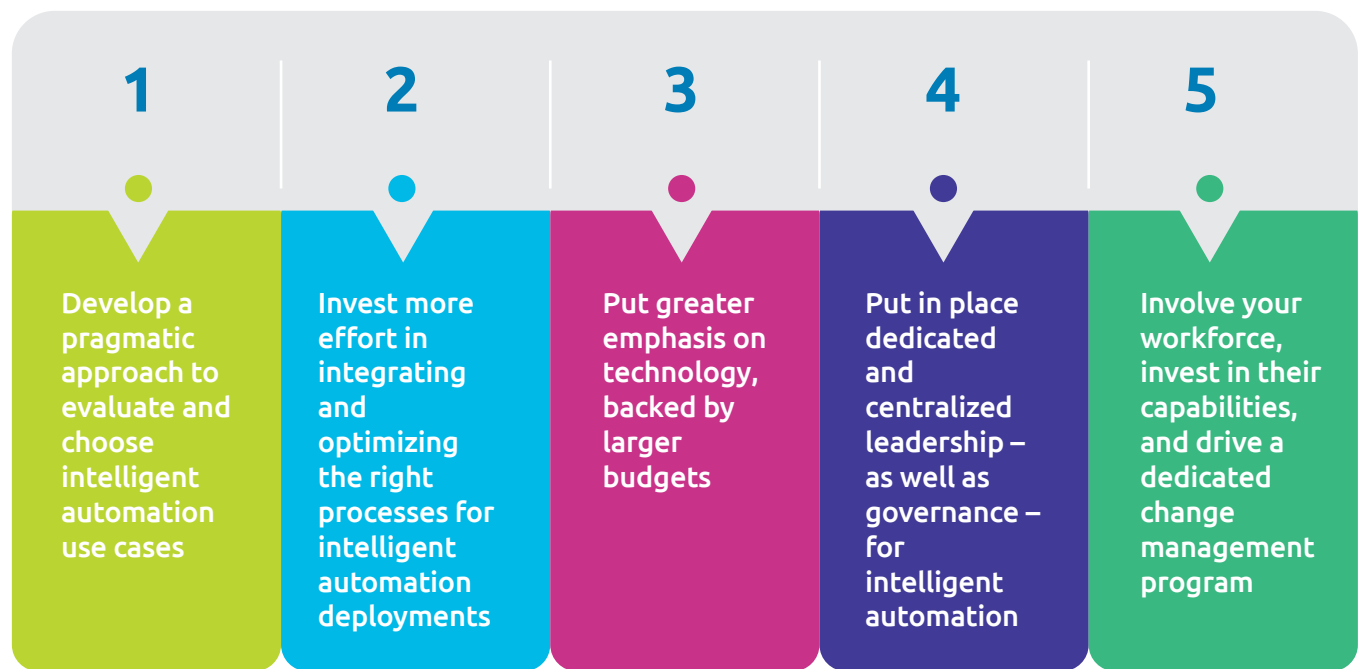 1
Develop a
pragmatic
approach to
evaluate and
choose
intelligent
automation
use cases
2
Invest more
effort in
integrating
and
optimizing
the right
processes for
intelligent
automation
deployments
3
Put greater
emphasis on
technology,
backed by
larger
budgets
4
Put in place
dedicated
and
centralized
leadership –
as well as
governance –
for
intelligent
automation
5
Involve your
workforce,
invest in their
capabilities,
and drive a
dedicated
change
management
program